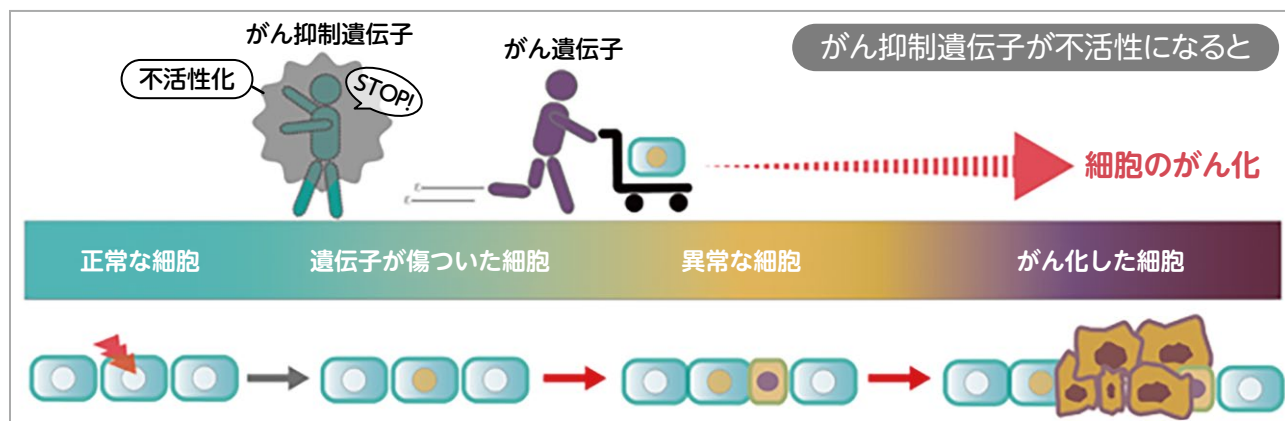 がん抑制遺伝子
がん遺伝子
がん抑制遺伝子が不活性になると
不活性化
STOP!
細胞のがん化
正常な細胞
遺伝子が傷ついた細胞
異常な細胞
がん化した細胞